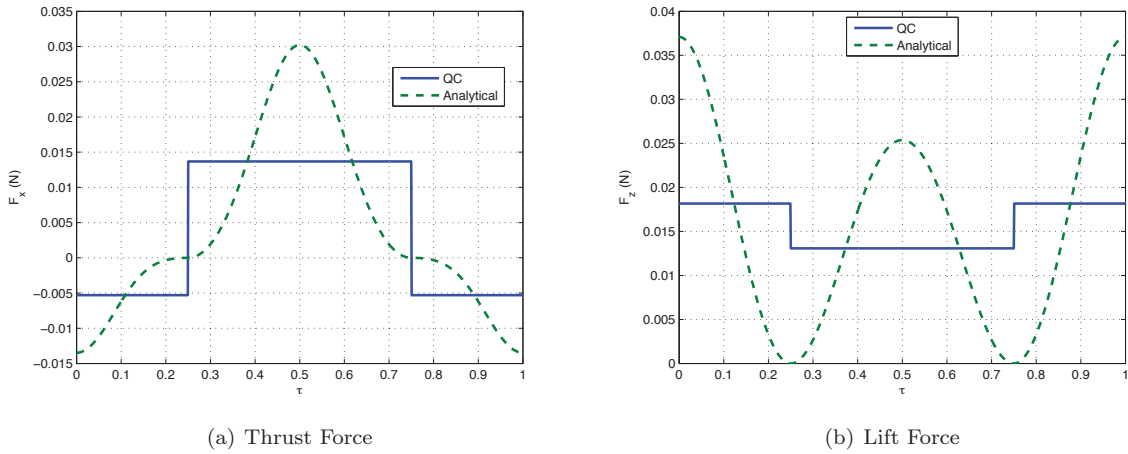 0.035
0.03
0.025
0.02
0.015
0.01
0.005
0
−0.005
−0.01
−0.015
F_x (N)
0 0.1 0.2 0.3 0.4 0.5 0.6 0.7 0.8 0.9 1
τ
QC
Analytical
(a) Thrust Force
0.04
0.035
0.03
0.025
0.02
0.015
0.01
0.005
0
F_z (N)
0 0.1 0.2 0.3 0.4 0.5 0.6 0.7 0.8 0.9 1
τ
QC
Analytical
(b) Lift Force